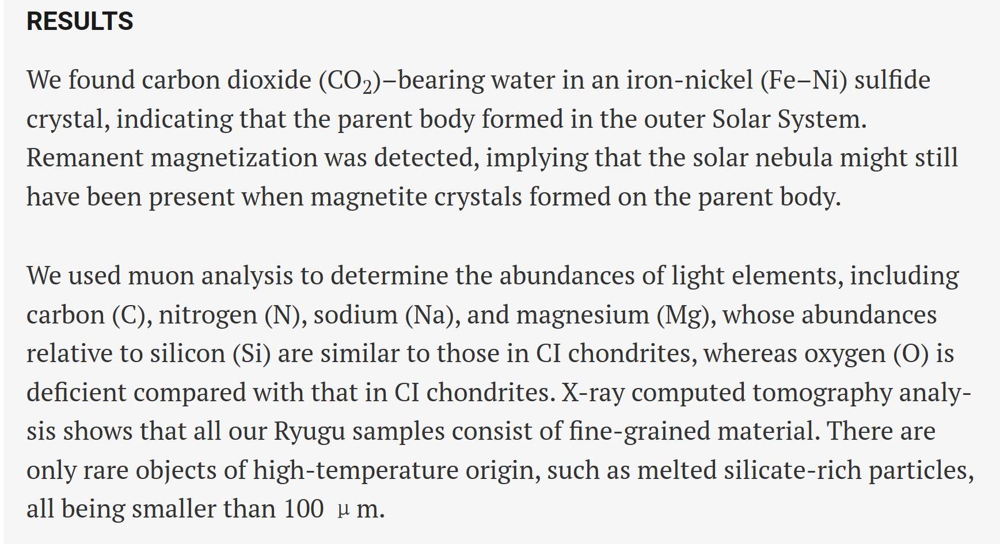 RESULTS
We found carbon dioxide (CO₂)–bearing water in an iron-nickel (Fe–Ni) sulfide
crystal, indicating that the parent body formed in the outer Solar System.
Remanent magnetization was detected, implying that the solar nebula might still
have been present when magnetite crystals formed on the parent body.
We used muon analysis to determine the abundances of light elements, including
carbon (C), nitrogen (N), sodium (Na), and magnesium (Mg), whose abundances
relative to silicon (Si) are similar to those in CI chondrites, whereas oxygen (O) is
deficient compared with that in CI chondrites. X-ray computed tomography analy-
sis shows that all our Ryugu samples consist of fine-grained material. There are
only rare objects of high-temperature origin, such as melted silicate-rich particles,
all being smaller than 100 μm.